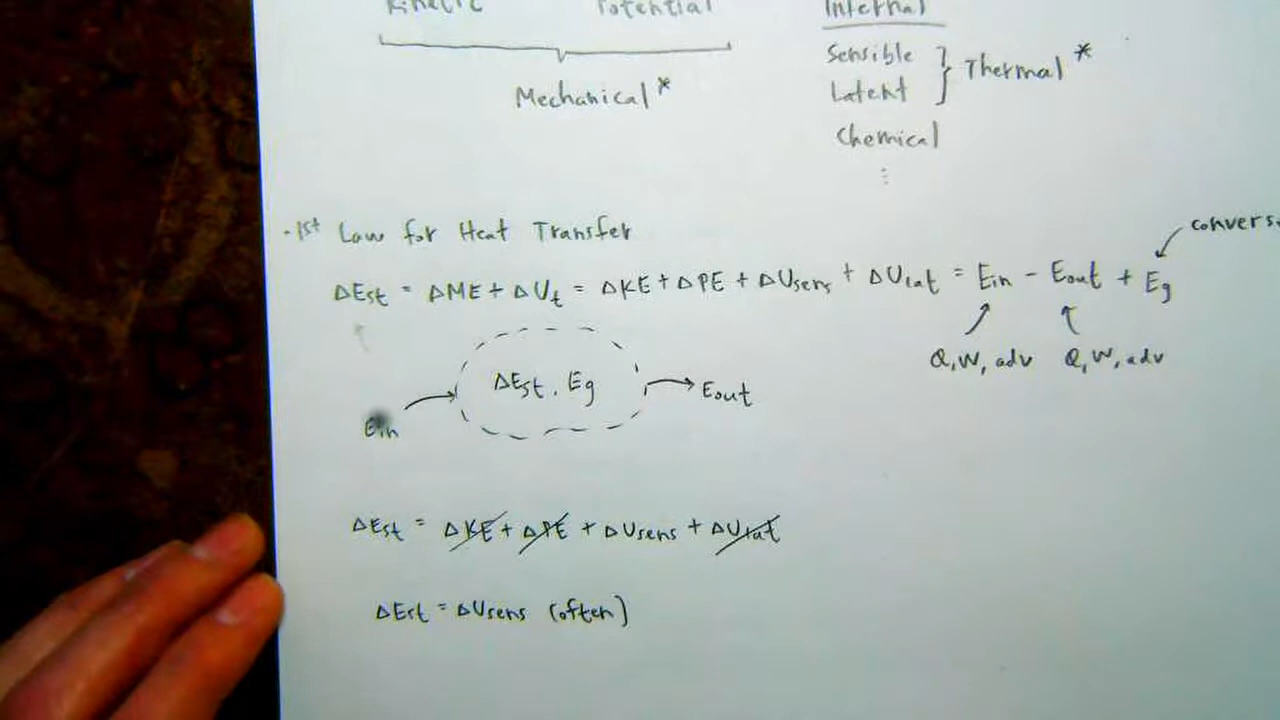 Kinetic Potential Internal
Sensible
Latent
} Thermal *
Mechanical *
Chemical
⋮
· 1st Law for Heat Transfer
ΔEst = ΔME + ΔUt = ΔKE + ΔPE + ΔUsens + ΔUlat = Ein - Eout + Eg
Q, W, adv Q, W, adv
ΔEst, Eg
Ein
Eout
ΔEst = ΔKE + ΔPE + ΔUsens + ΔUlat
ΔEst = ΔUsens (often)